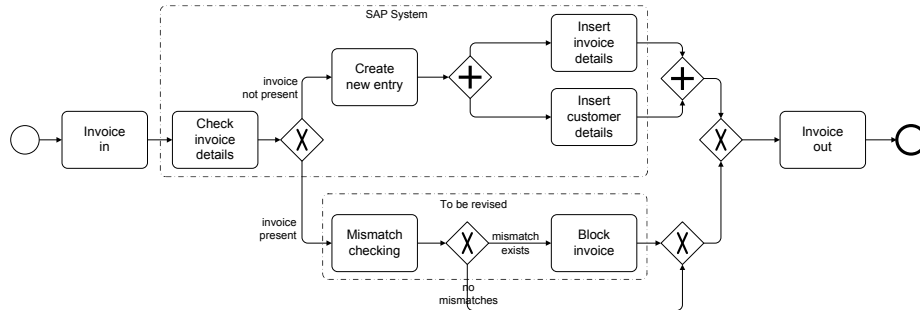 SAP System
Invoice
in
Check
invoice
details
invoice
not present
Create
new entry
Insert
invoice
details
Insert
customer
details
Invoice
out
invoice
present
To be revised
Mismatch
checking
mismatch
exists
Block
invoice
no
mismatches